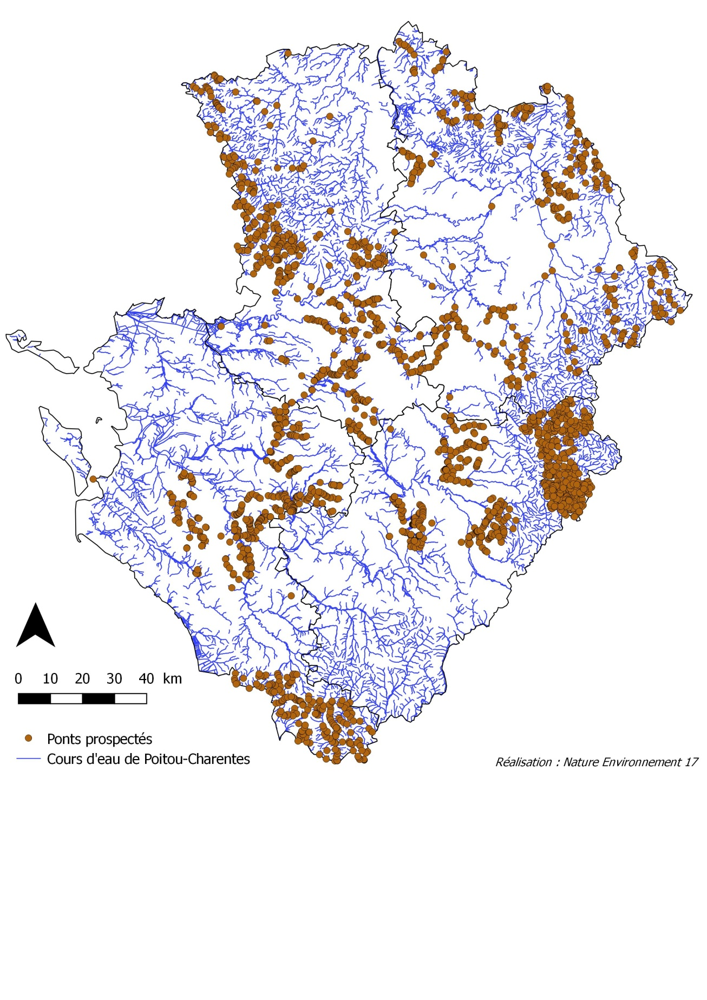 0 10 20 30 40 km
Ponts prospectés
Cours d'eau de Poitou-Charentes
Réalisation : Nature Environnement 17